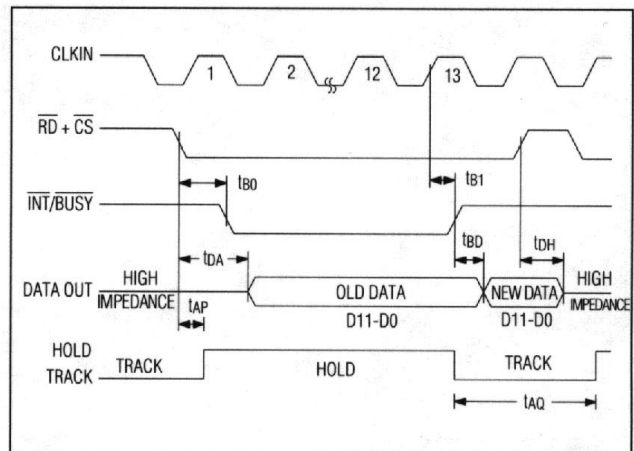 CLKIN
1 2 12 13
RD + CS
tB0
tB1
INT/BUSY
tBD
tDH
tDA
DATA OUT
HIGH
IMPEDANCE
OLD DATA
D11-D0
NEW DATA
D11-D0
HIGH
IMPEDANCE
tAP
HOLD
TRACK
TRACK
HOLD
TRACK
tAQ